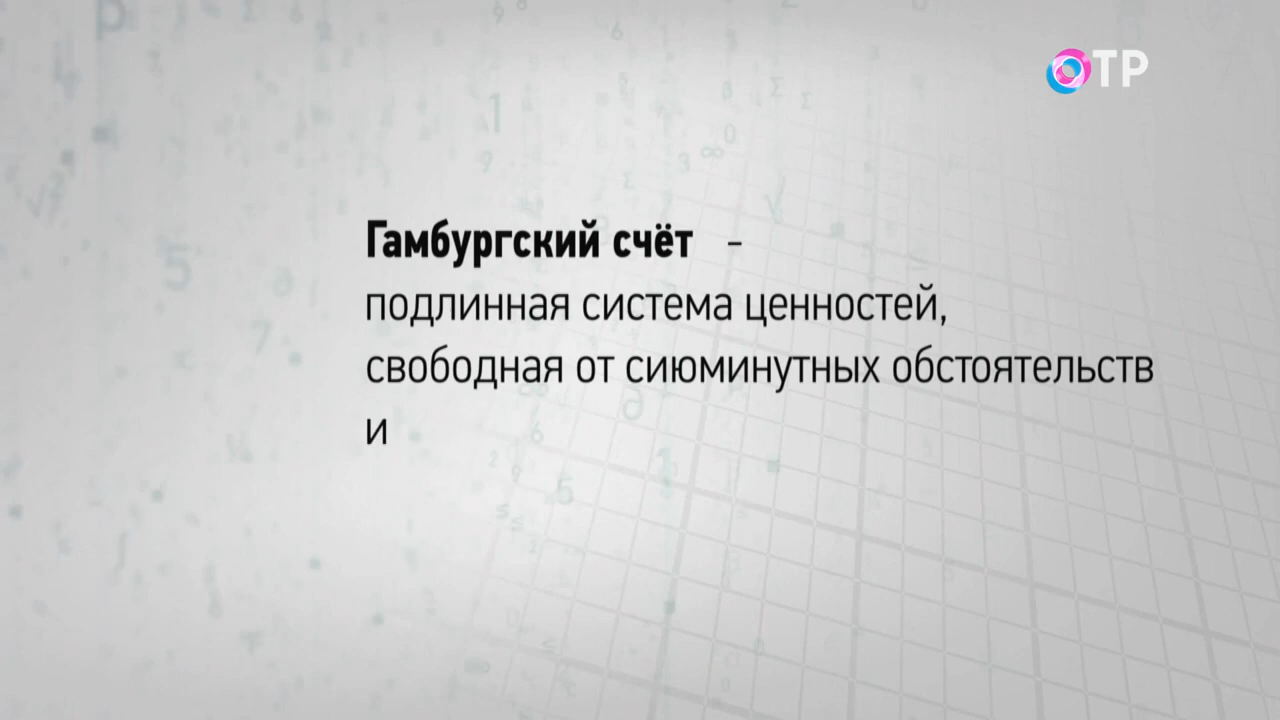 ОТР
Гамбургский счёт –
подлинная система ценностей,
свободная от сиюминутных обстоятельств
и